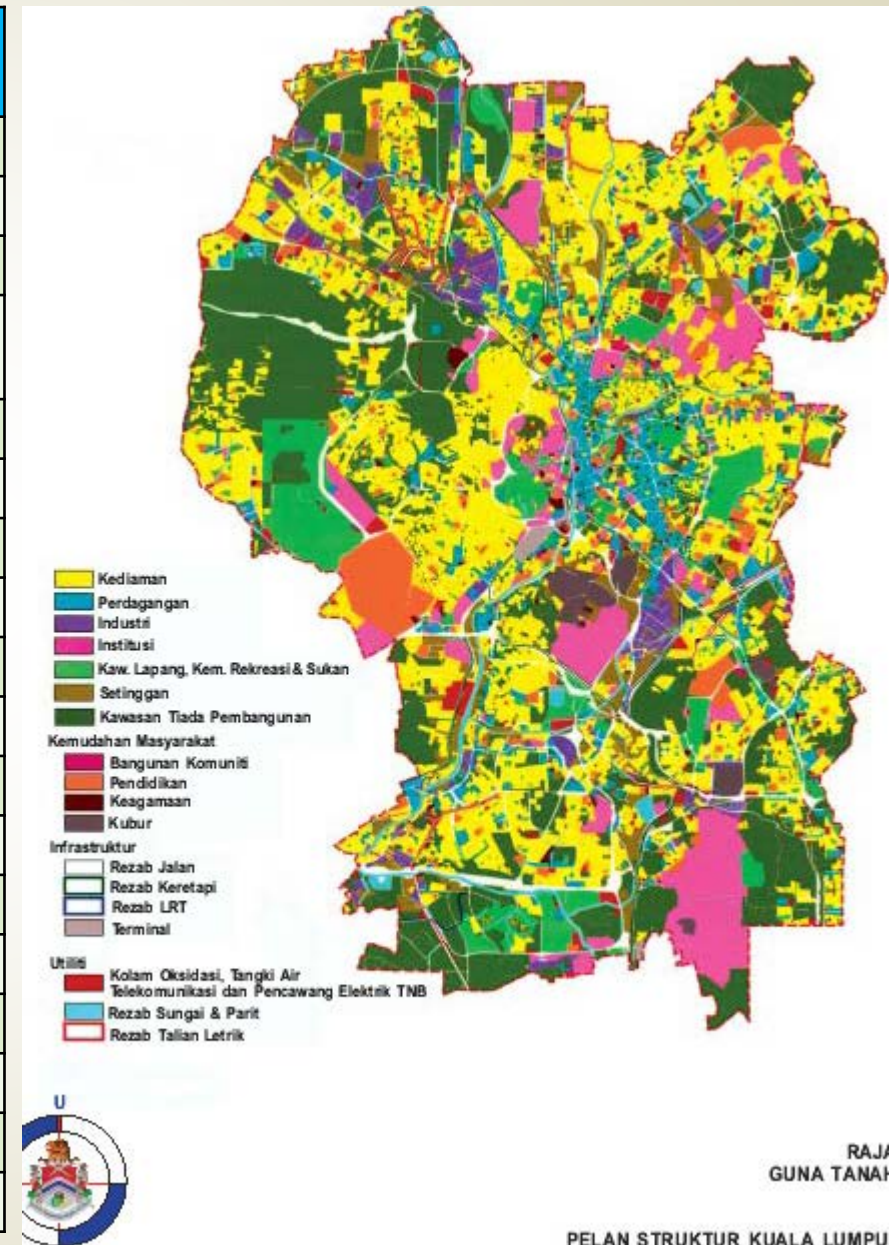 Kediaman
Perdagangan
Industri
Institusi
Kaw. Lapang, Kem. Rekreasi & Sukan
Setinggan
Kawasan Tiada Pembangunan
Kemudahan Masyarakat
Bangunan Komuniti
Pendidikan
Keagamaan
Kubur
Infrastruktur
Rezab Jalan
Rezab Keretapi
Rezab LRT
Terminal
Utiliti
Kolam Oksidasi, Tangki Air
Telekomunikasi dan Pencawang Elektrik TNB
Rezab Sungai & Parit
Rezab Talian Letrik
U
RAJA
GUNA TANAH
PELAN STRUKTUR KUALA LUMPU